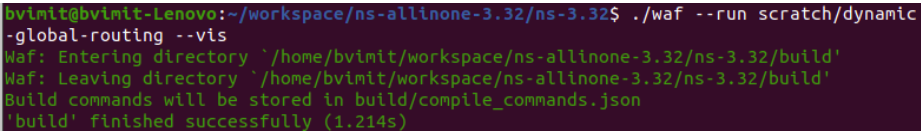 bvimit@bvimit-Lenovo:~/workspace/ns-allinone-3.32/ns-3.32$ ./waf --run scratch/dynamic
-global-routing --vis
Waf: Entering directory `/home/bvimit/workspace/ns-allinone-3.32/ns-3.32/build'
Waf: Leaving directory `/home/bvimit/workspace/ns-allinone-3.32/ns-3.32/build'
Build commands will be stored in build/compile_commands.json
'build' finished successfully (1.214s)